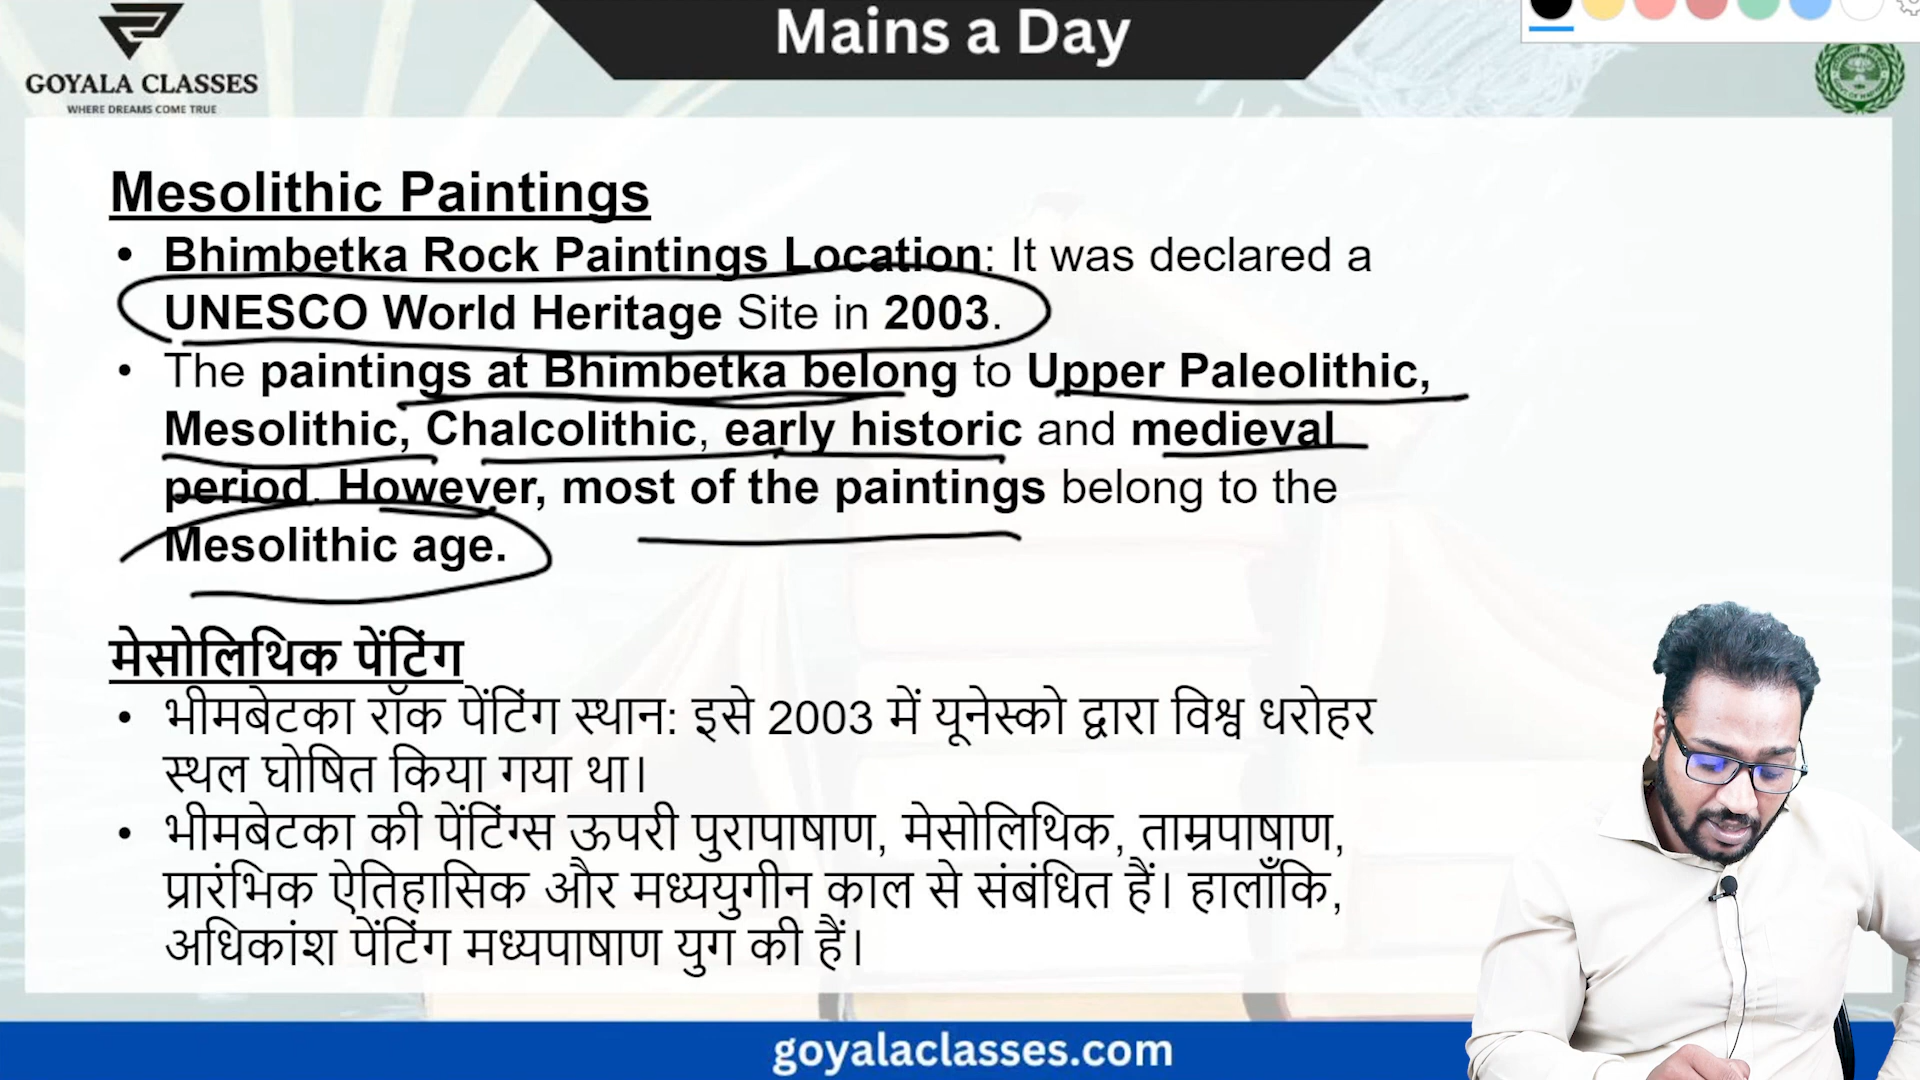 Mains a Day
GOYALA CLASSES
WHERE DREAMS COME TRUE
Mesolithic Paintings
• Bhimbetka Rock Paintings Location: It was declared a
UNESCO World Heritage Site in 2003.
• The paintings at Bhimbetka belong to Upper Paleolithic,
Mesolithic, Chalcolithic, early historic and medieval
period. However, most of the paintings belong to the
Mesolithic age.
मेसोलिथिक पेंटिंग
• भीमबेटका रॉक पेंटिंग स्थान: इसे 2003 में यूनेस्को द्वारा विश्व धरोहर
स्थल घोषित किया गया था।
• भीमबेटका की पेंटिंग्स ऊपरी पुरापाषाण, मेसोलिथिक, ताम्रपाषाण,
प्रारंभिक ऐतिहासिक और मध्ययुगीन काल से संबंधित हैं। हालाँकि,
अधिकांश पेंटिंग मध्यपाषाण युग की हैं।
goyalaclasses.com